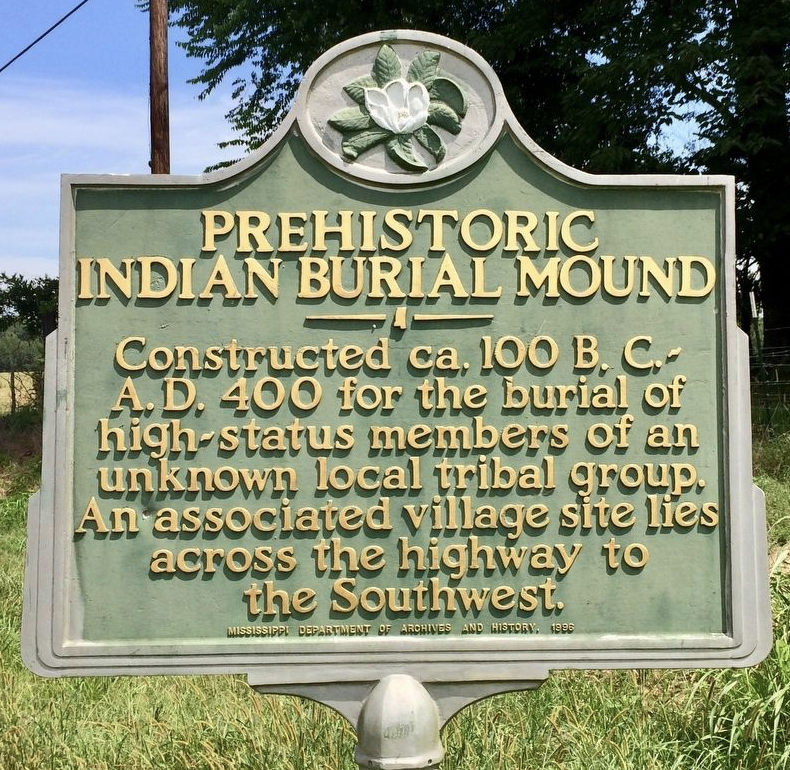 PREHISTORIC
INDIAN BURIAL MOUND
Constructed ca. 100 B. C.-
A. D. 400 for the burial of
high-status members of an
unknown local tribal group.
An associated village site lies
across the highway to
the Southwest.
MISSISSIPPI DEPARTMENT OF ARCHIVES AND HISTORY, 1996